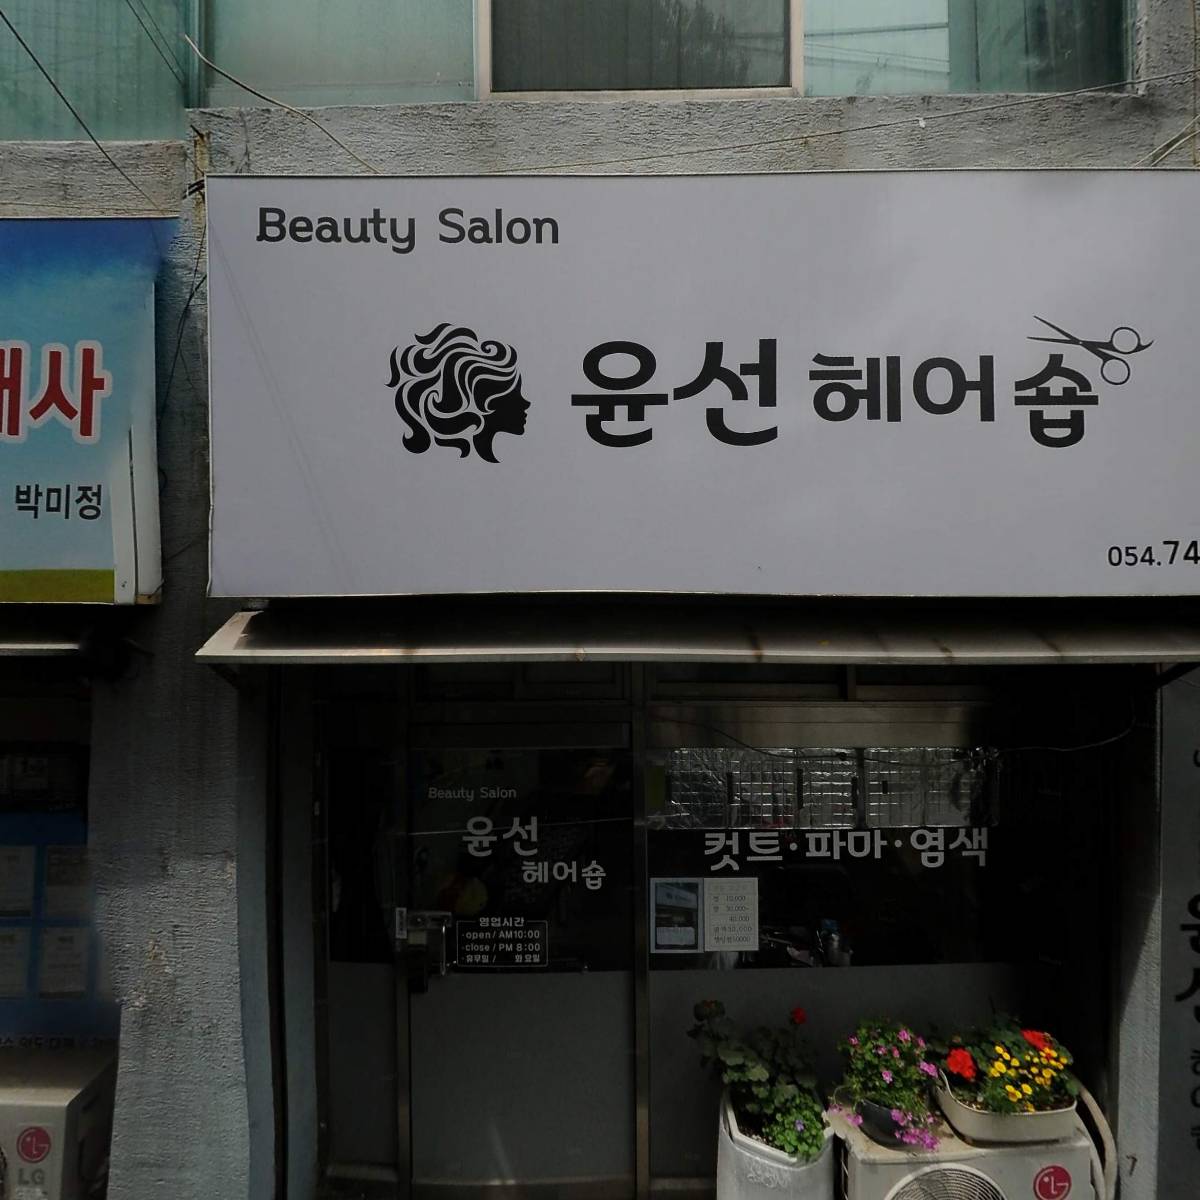 Beauty Salon
윤선 헤어숍
054.74
사
박미정
Beauty Salon
윤선
헤어숍
컷트·파마·염색
영업시간
·open / AM10:00
·close / PM 8:00
·휴무일 / 화요일
LG